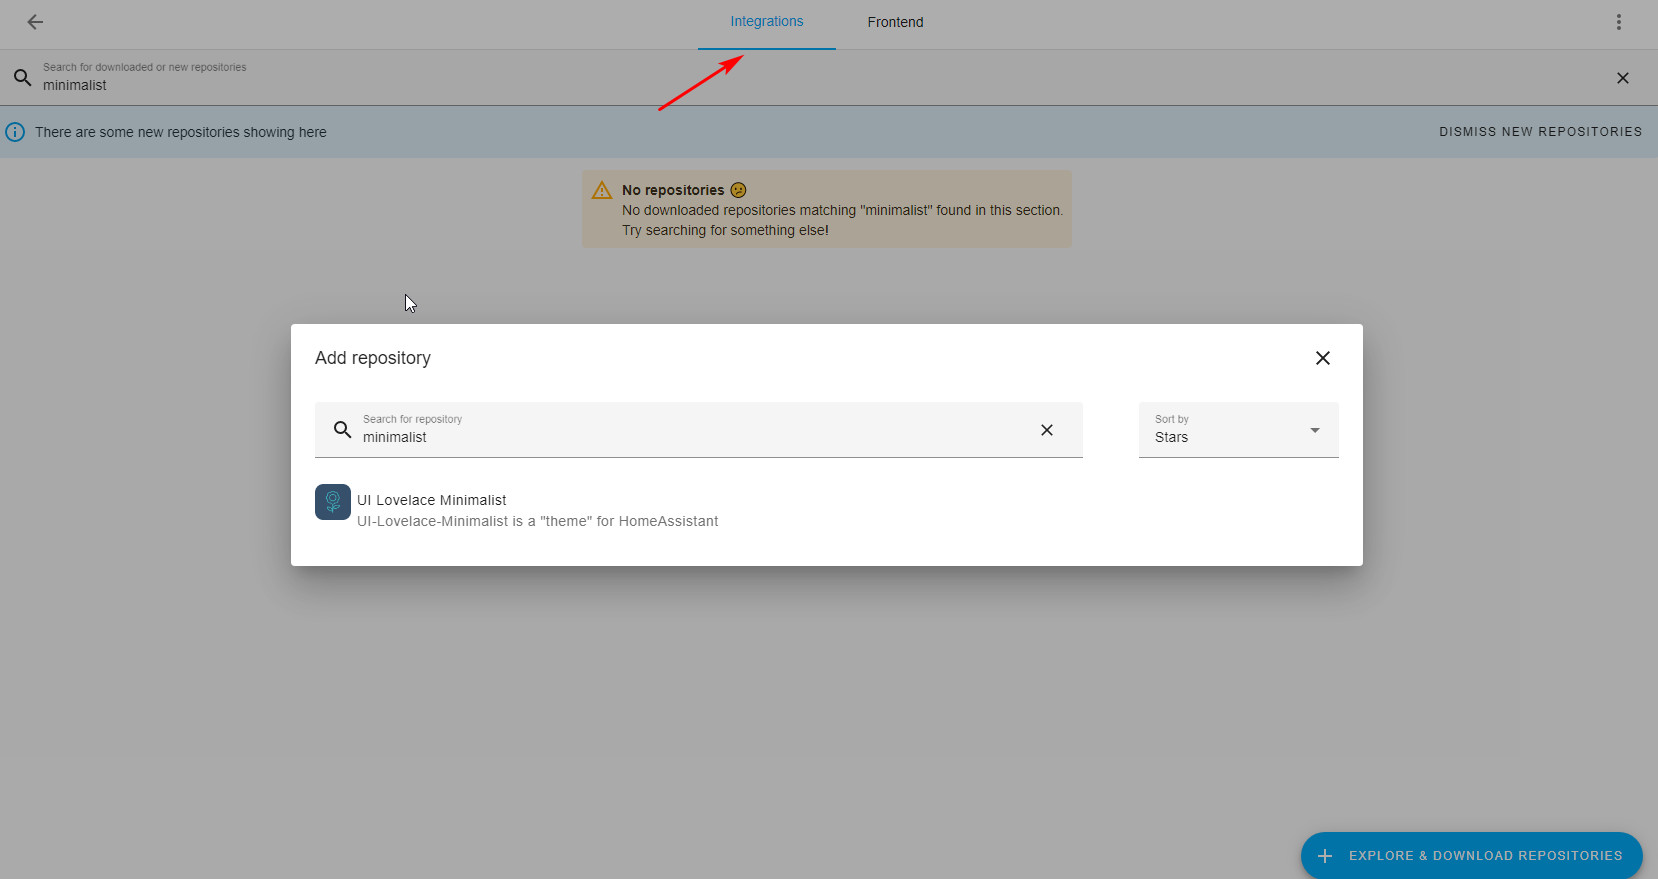 Integrations
Frontend
Search for downloaded or new repositories
minimalist
There are some new repositories showing here
DISMISS NEW REPOSITORIES
No repositories 😕
No downloaded repositories matching "minimalist" found in this section.
Try searching for something else!
Add repository
Search for repository
minimalist
Sort by
Stars
UI Lovelace Minimalist
UI-Lovelace-Minimalist is a "theme" for HomeAssistant
EXPLORE & DOWNLOAD REPOSITORIES